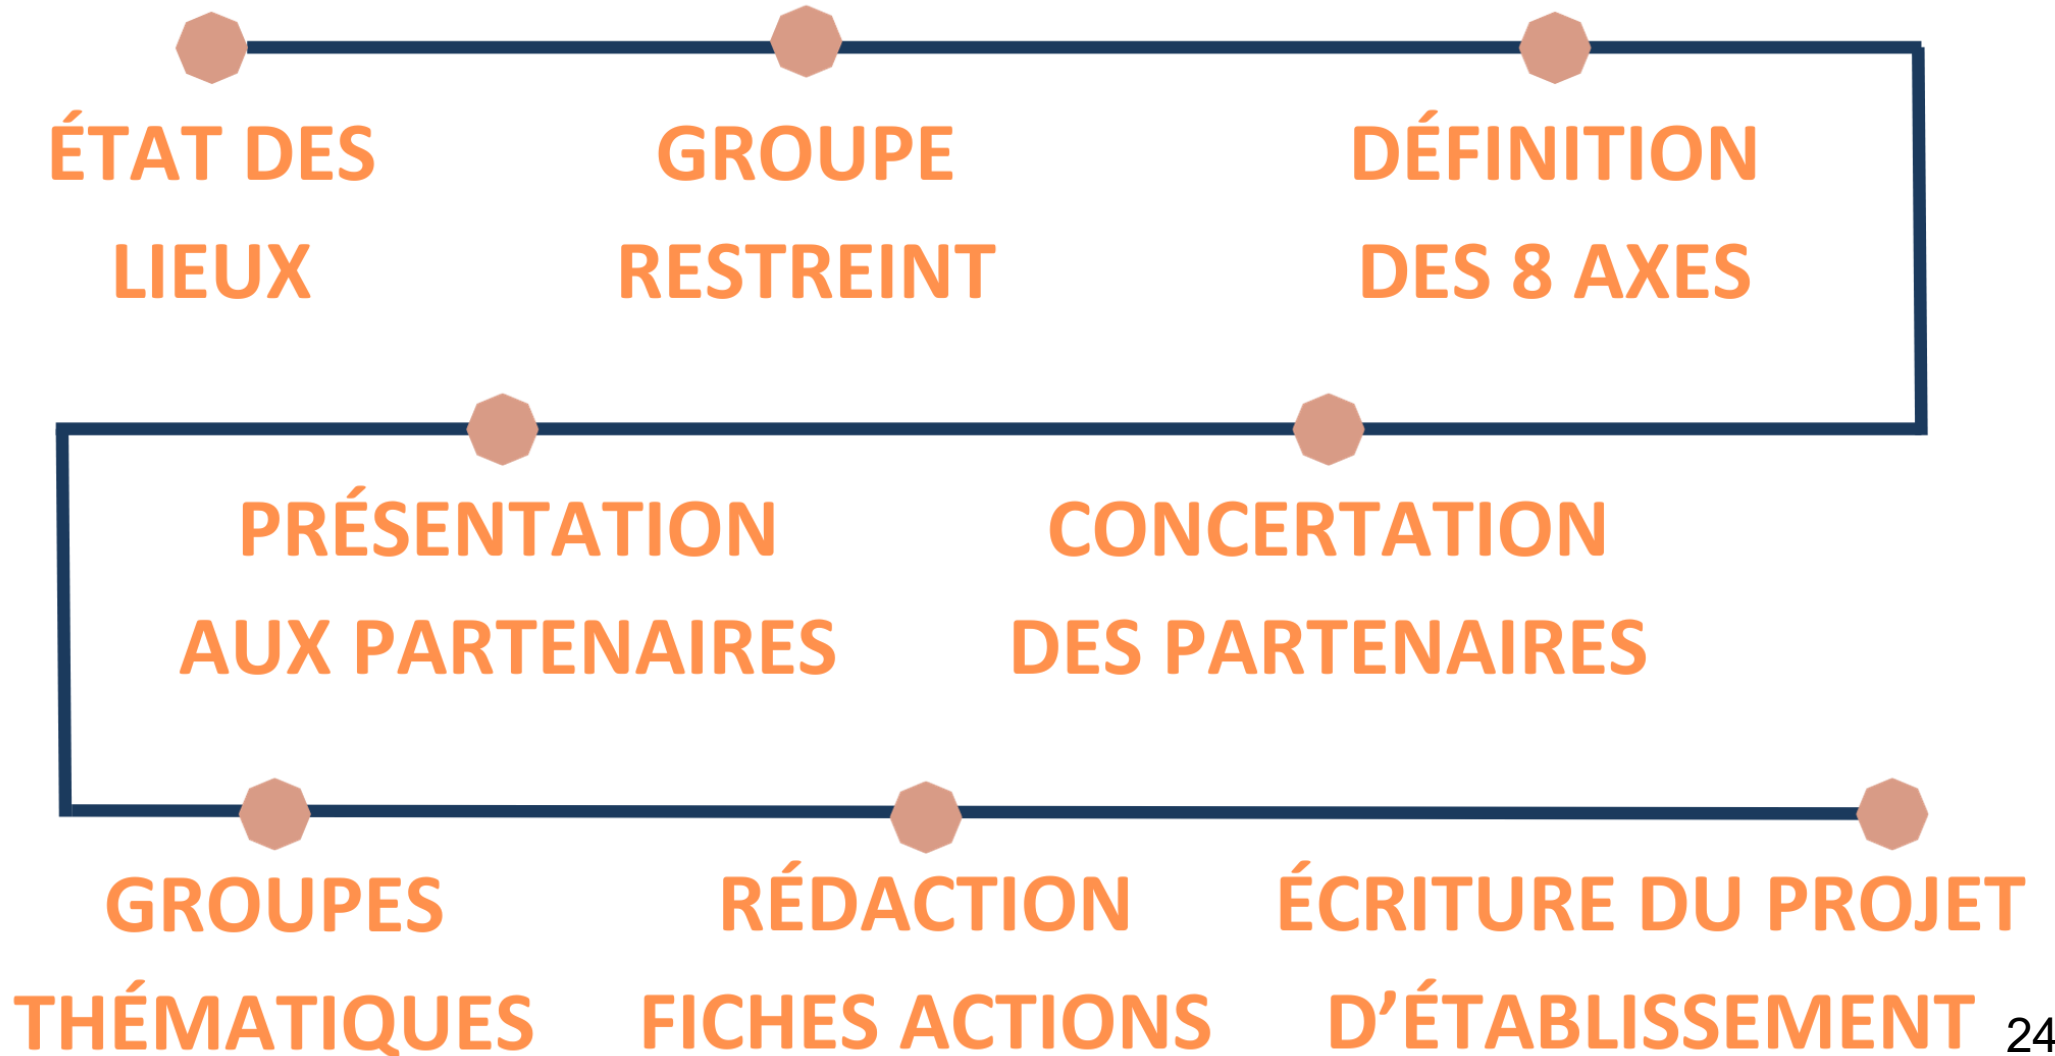 ÉTAT DES
LIEUX
GROUPE
RESTREINT
DÉFINITION
DES 8 AXES
PRÉSENTATION
AUX PARTENAIRES
CONCERTATION
DES PARTENAIRES
GROUPES
THÉMATIQUES
RÉDACTION
FICHES ACTIONS
ÉCRITURE DU PROJET
D’ÉTABLISSEMENT
24